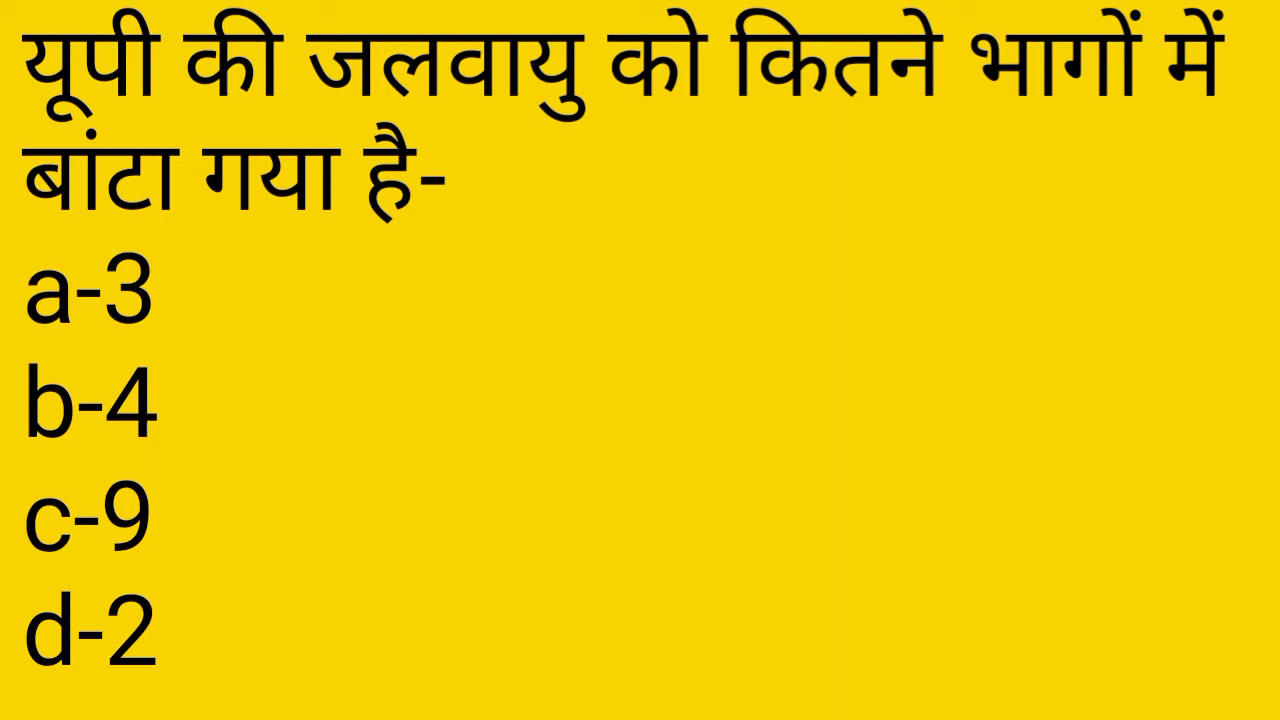 यूपी की जलवायु को कितने भागों में
बांटा गया है-
a-3
b-4
c-9
d-2